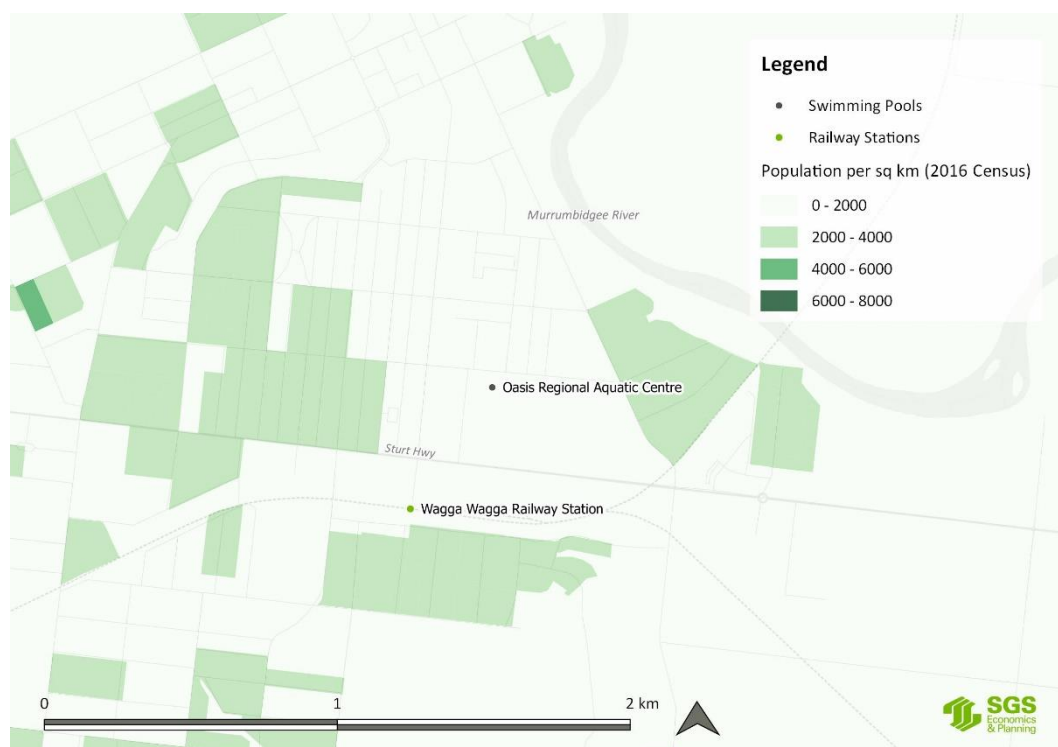 Legend
Swimming Pools
Railway Stations
Population per sq km (2016 Census)
0 - 2000
2000 - 4000
4000 - 6000
6000 - 8000
Murrumbidgee River
Oasis Regional Aquatic Centre
Sturt Hwy
Wagga Wagga Railway Station
0 1 2 km
SGS
Economics
& Planning